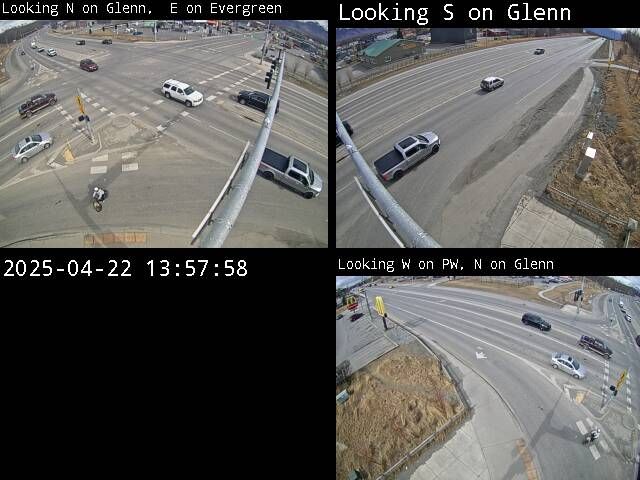 Looking N on Glenn, E on Evergreen
Looking S on Glenn
2025-04-22 13:57:58
Looking W on PW, N on Glenn